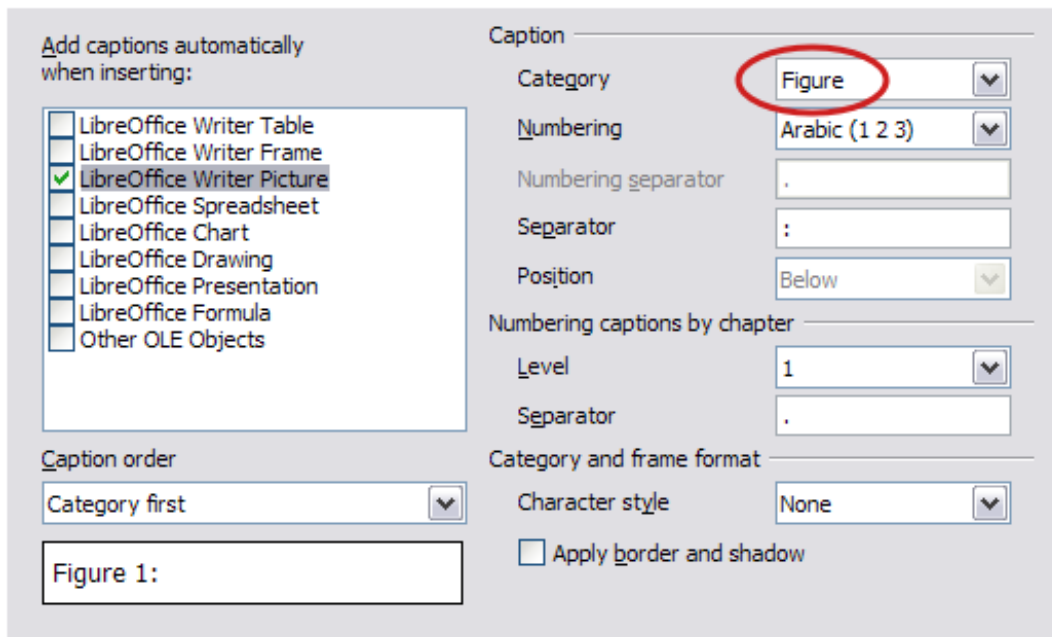 Add captions automatically
when inserting:
LibreOffice Writer Table
LibreOffice Writer Frame
LibreOffice Writer Picture
LibreOffice Spreadsheet
LibreOffice Chart
LibreOffice Drawing
LibreOffice Presentation
LibreOffice Formula
Other OLE Objects
Caption order
Category first
Figure 1:
Caption
Category Figure
Numbering Arabic (1 2 3)
Numbering separator .
Separator :
Position Below
Numbering captions by chapter
Level 1
Separator .
Category and frame format
Character style None
Apply border and shadow